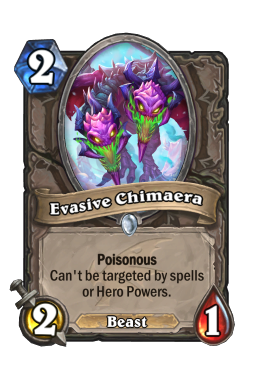 2
Evasive Chimaera
Poisonous
Can't be targeted by spells
or Hero Powers.
2
Beast
1